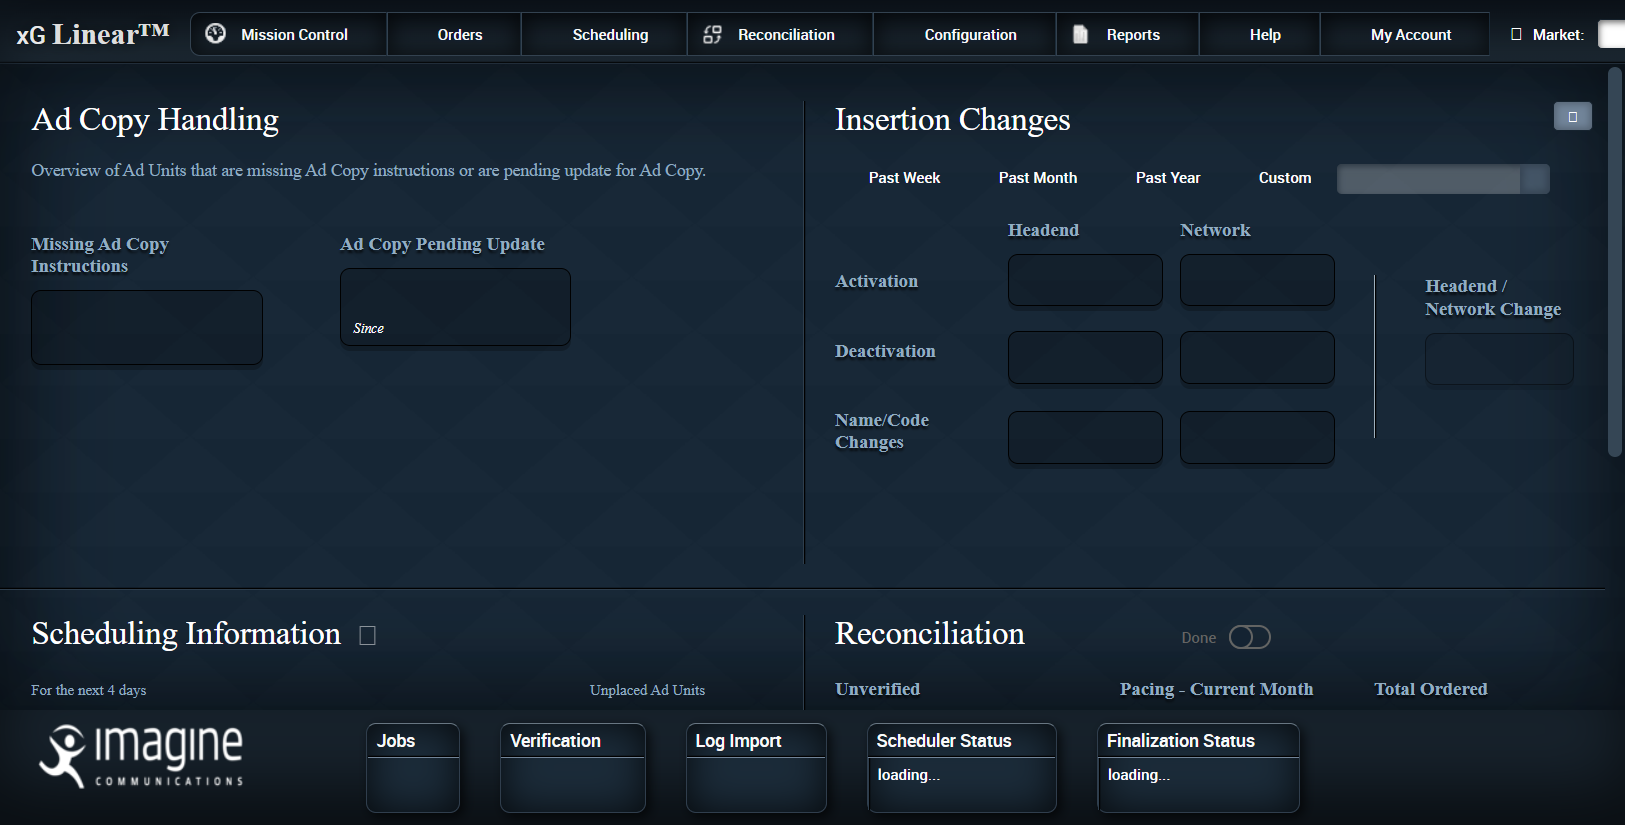 xG Linear™
Mission Control
Orders
Scheduling
Reconciliation
Configuration
Reports
Help
My Account
Market:
Ad Copy Handling
Overview of Ad Units that are missing Ad Copy instructions or are pending update for Ad Copy.
Missing Ad Copy
Instructions
Ad Copy Pending Update
Since
Insertion Changes
Past Week
Past Month
Past Year
Custom
Headend
Network
Activation
Deactivation
Name/Code
Changes
Headend /
Network Change
Scheduling Information
For the next 4 days
Unplaced Ad Units
Reconciliation
Done
Unverified
Pacing - Current Month
Total Ordered
imagine
COMMUNICATIONS
Jobs
Verification
Log Import
Scheduler Status
loading...
Finalization Status
loading...